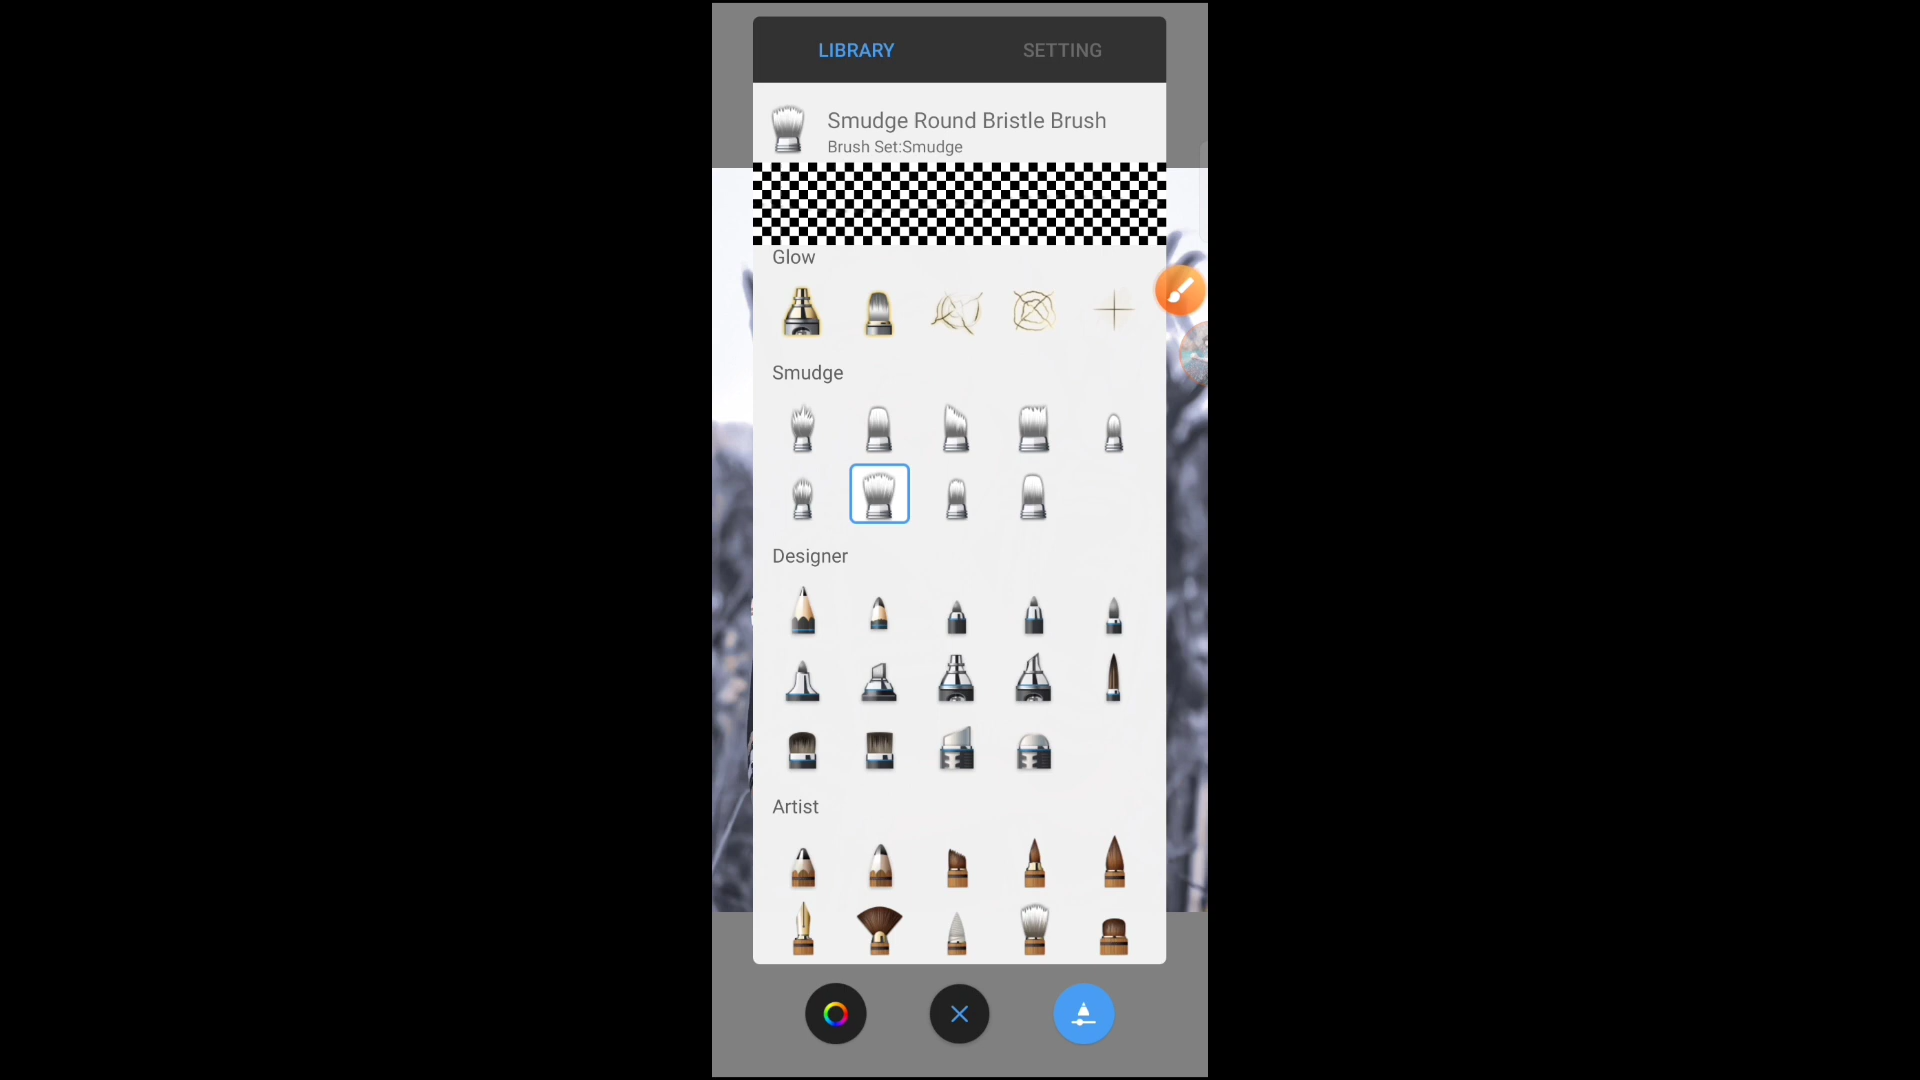 LIBRARY SETTING
Smudge Round Bristle Brush
Brush Set:Smudge
Glow
Smudge
Designer
Artist